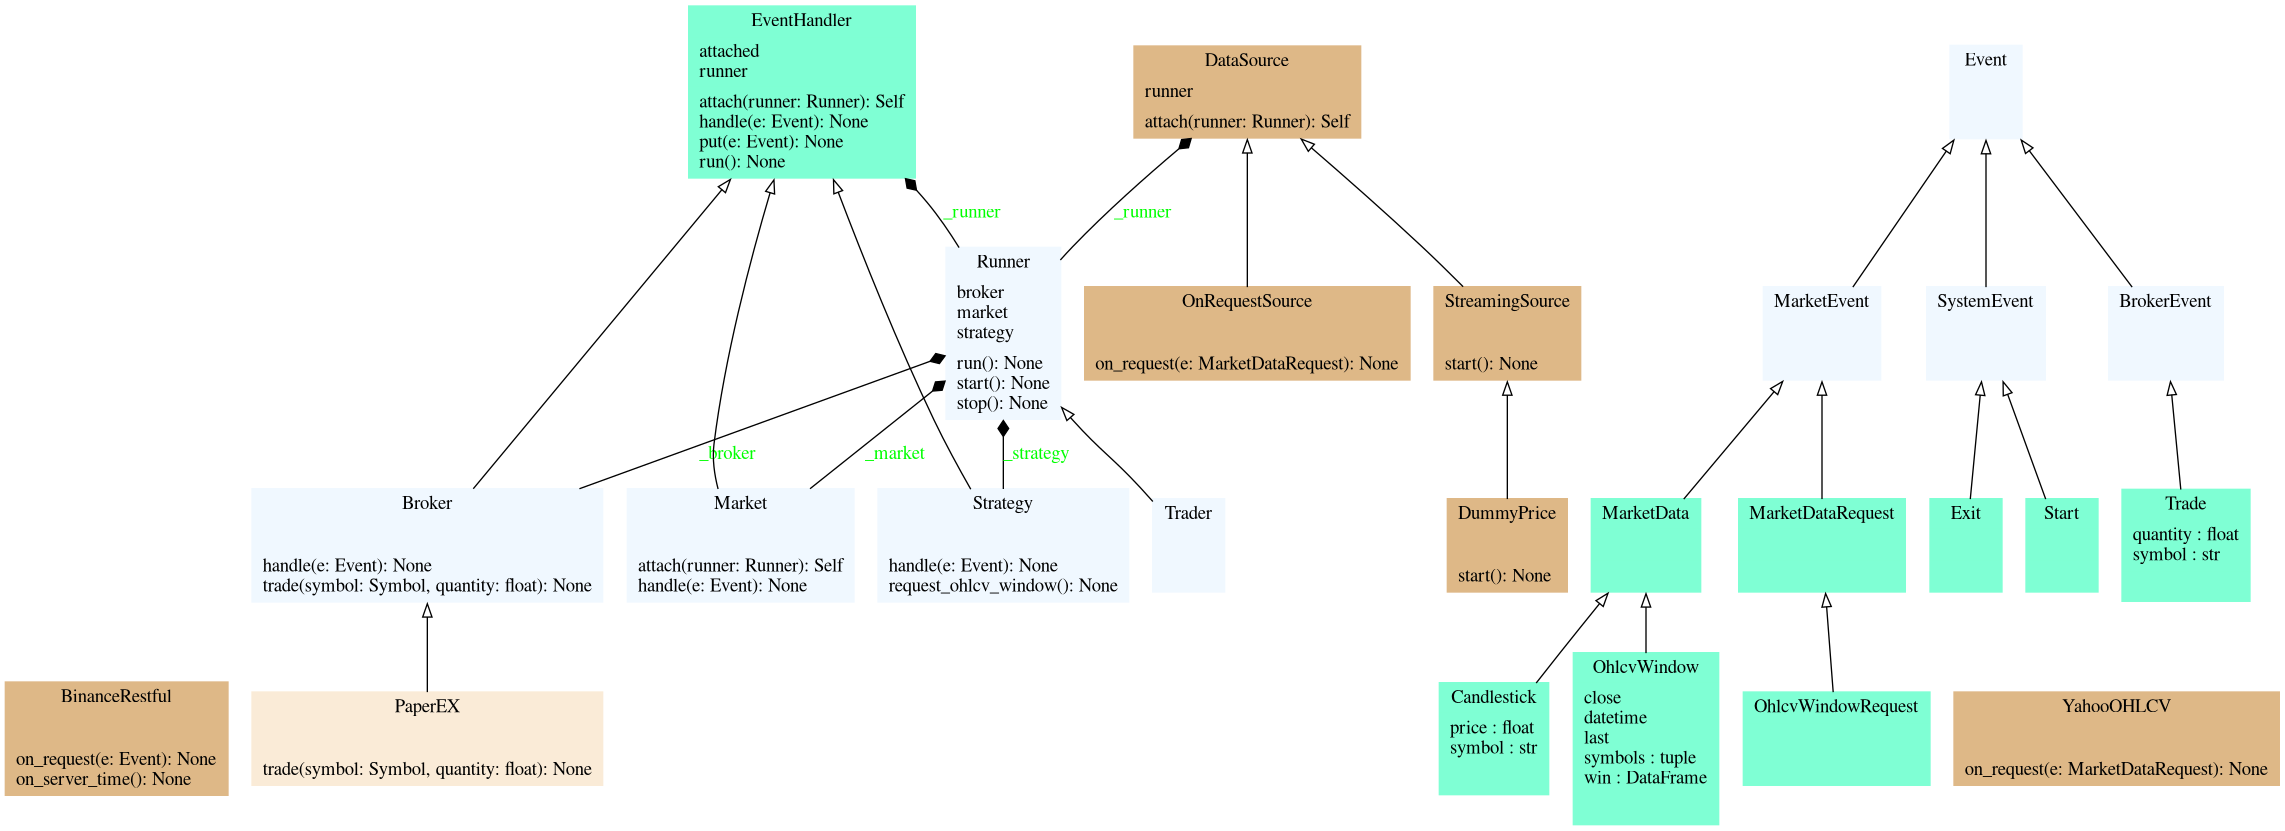 EventHandler
attached
runner
attach(runner: Runner): Self
handle(e: Event): None
put(e: Event): None
run(): None
DataSource
runner
attach(runner: Runner): Self
Event
_runner
_runner
Runner
broker
market
strategy
run(): None
start(): None
stop(): None
OnRequestSource
on_request(e: MarketDataRequest): None
StreamingSource
start(): None
MarketEvent
SystemEvent
BrokerEvent
_broker
_market
_strategy
Broker
handle(e: Event): None
trade(symbol: Symbol, quantity: float): None
Market
attach(runner: Runner): Self
handle(e: Event): None
Strategy
handle(e: Event): None
request_ohlcv_window(): None
Trader
DummyPrice
start(): None
MarketData
MarketDataRequest
Exit
Start
Trade
quantity : float
symbol : str
BinanceRestful
on_request(e: Event): None
on_server_time(): None
PaperEX
trade(symbol: Symbol, quantity: float): None
Candlestick
price : float
symbol : str
OhlcvWindow
close
datetime
last
symbols : tuple
win : DataFrame
OhlcvWindowRequest
YahooOHLCV
on_request(e: MarketDataRequest): None